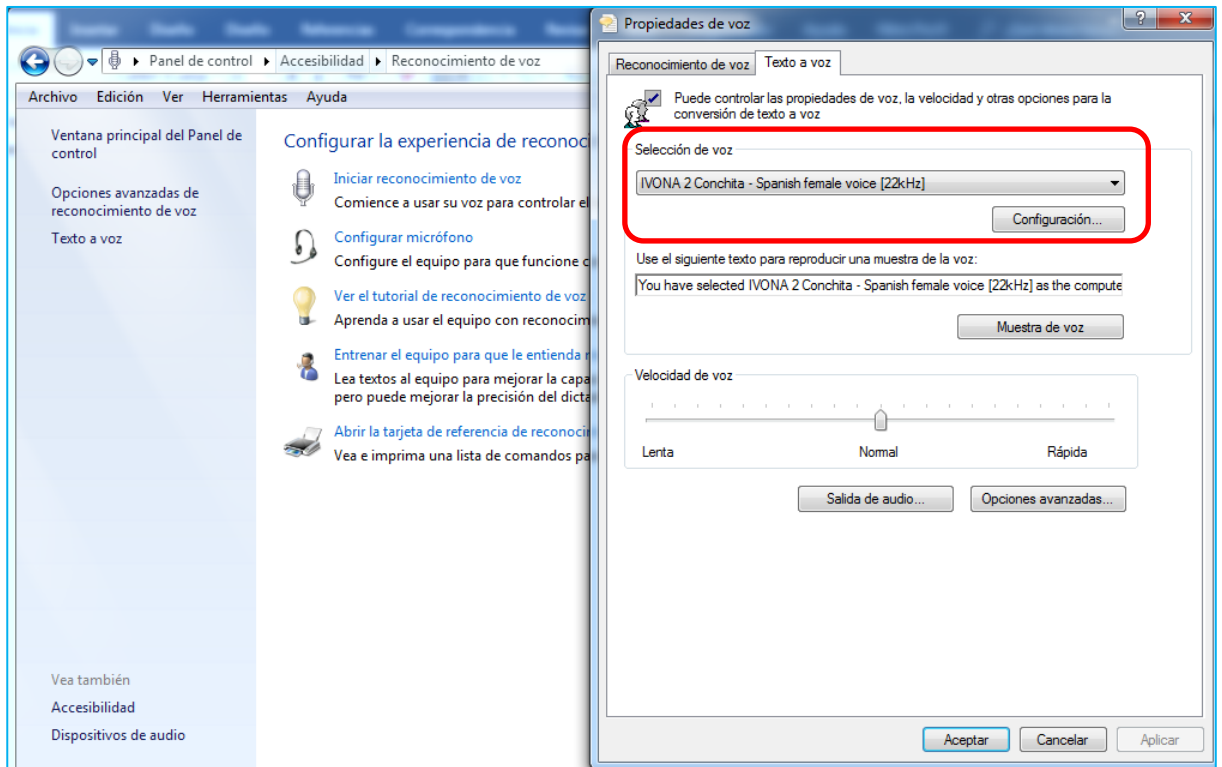 Panel de control
Accesibilidad
Reconocimiento de voz
Archivo Edición Ver Herramientas Ayuda
Ventana principal del Panel de
control
Opciones avanzadas de
reconocimiento de voz
Texto a voz
Vea también
Accesibilidad
Dispositivos de audio
Configurar la experiencia de reconoc
Iniciar reconocimiento de voz
Comience a usar su voz para controlar el
Configurar micrófono
Configure el equipo para que funcione c
Ver el tutorial de reconocimiento de voz
Aprenda a usar el equipo con reconocim
Entrenar el equipo para que le entienda
Lea textos al equipo para mejorar la capa
pero puede mejorar la precisión del dicta
Abrir la tarjeta de referencia de reconoci
Vea e imprima una lista de comandos pa
Propiedades de voz
? X
Reconocimiento de voz
Texto a voz
Puede controlar las propiedades de voz, la velocidad y otras opciones para la
conversión de texto a voz
Selección de voz
IVONA 2 Conchita - Spanish female voice [22kHz]
Configuración...
Use el siguiente texto para reproducir una muestra de la voz:
You have selected IVONA 2 Conchita - Spanish female voice [22kHz] as the compute
Muestra de voz
Velocidad de voz
Lenta Normal Rápida
Salida de audio... Opciones avanzadas...
Aceptar Cancelar Aplicar